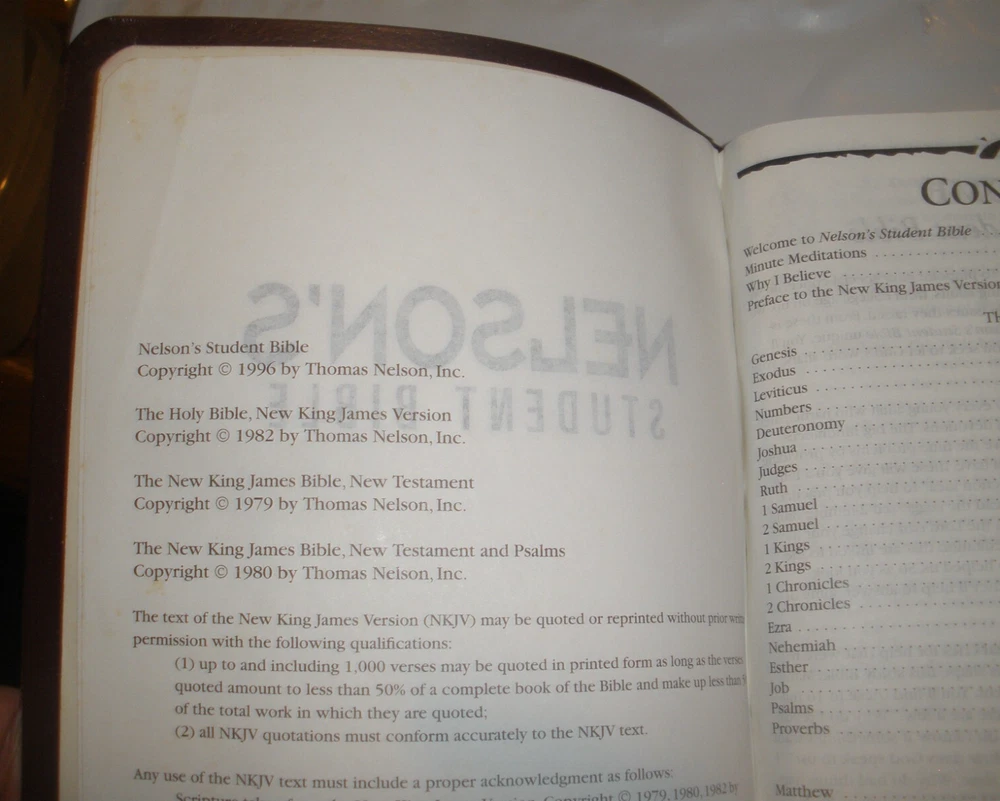 NELSON'S
STUDENT BIBLE
Nelson's Student Bible
Copyright © 1996 by Thomas Nelson, Inc.
The Holy Bible, New King James Version
Copyright © 1982 by Thomas Nelson, Inc.
The New King James Bible, New Testament
Copyright © 1979 by Thomas Nelson, Inc.
The New King James Bible, New Testament and Psalms
Copyright © 1980 by Thomas Nelson, Inc.
The text of the New King James Version (NKJV) may be quoted or reprinted without prior
permission with the following qualifications:
(1) up to and including 1,000 verses may be quoted in printed form as long as the verses
quoted amount to less than 50% of a complete book of the Bible and make up less than
of the total work in which they are quoted;
(2) all NKJV quotations must conform accurately to the NKJV text.
Any use of the NKJV text must include a proper acknowledgment as follows:
Copyright © 1979, 1980, 1982 by
CON
Welcome to Nelson's Student Bible
Minute Meditations
Why I Believe
Preface to the New King James Version
Genesis
Exodus
Leviticus
Numbers
Deuteronomy
Joshua
Judges
Ruth
1 Samuel
2 Samuel
1 Kings
2 Kings
1 Chronicles
2 Chronicles
Ezra
Nehemiah
Esther
Job
Psalms
Proverbs
Matthew